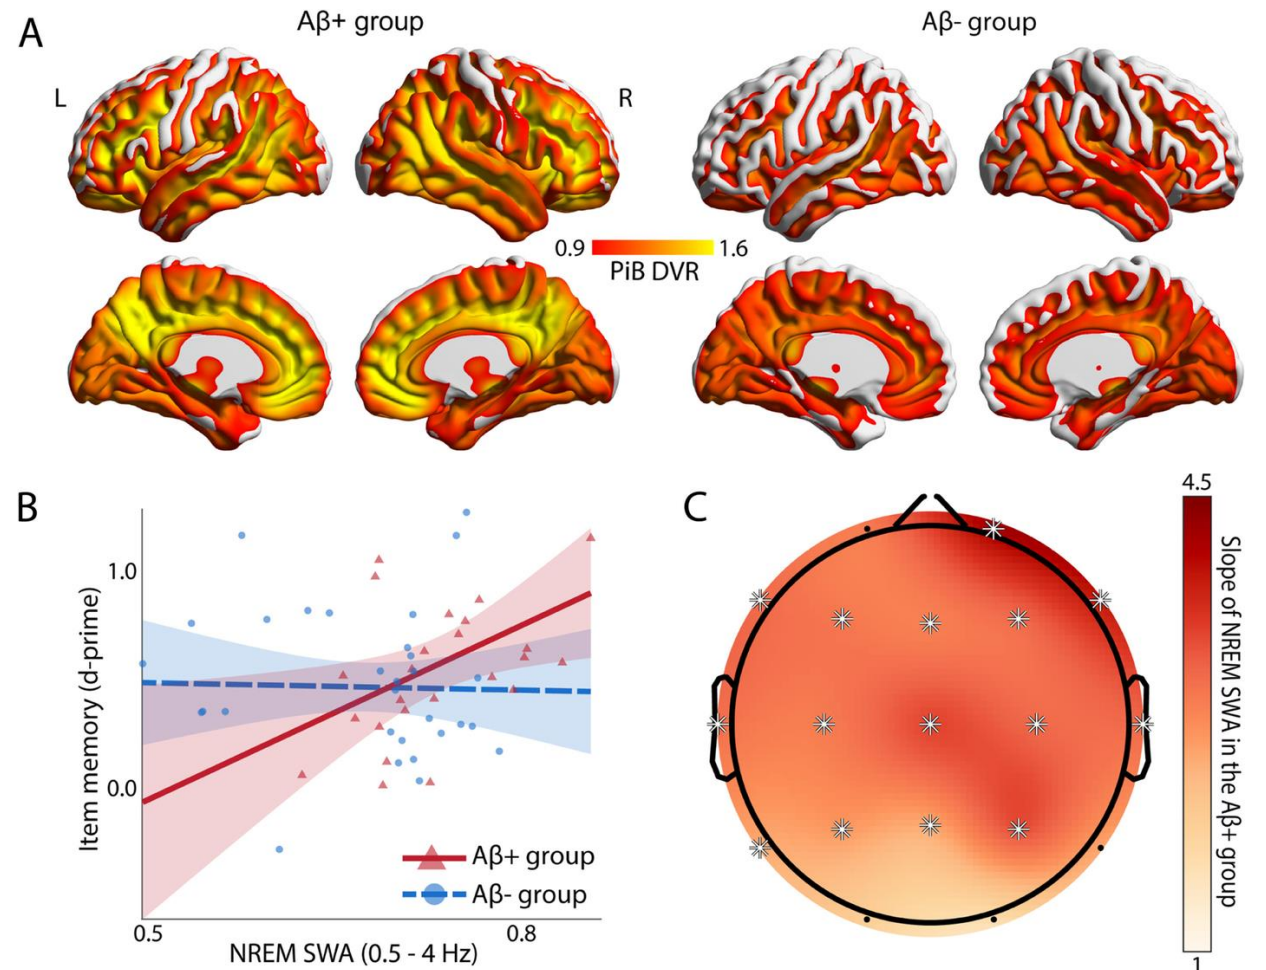 A
Aβ+ group
Aβ- group
L
R
0.9
1.6
PiB DVR
B
Item memory (d-prime)
1.0
0.0
Aβ+ group
Aβ- group
0.5
0.8
NREM SWA (0.5 - 4 Hz)
C
4.5
Slope of NREM SWA in the Aβ+ group
1